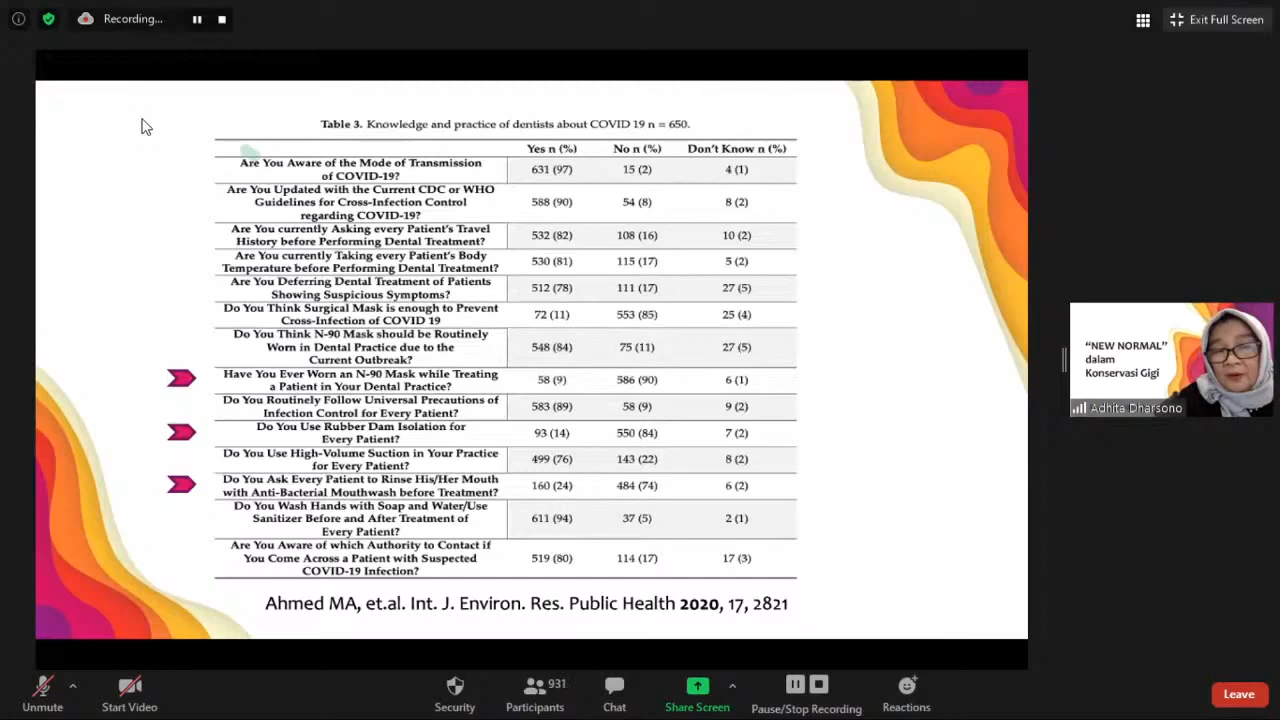 Recording...
Exit Full Screen
Table 3. Knowledge and practice of dentists about COVID 19 n = 650.
Yes n (%) No n (%) Don't Know n (%)
Are You Aware of the Mode of Transmission
of COVID-19?
631 (97) 15 (2) 4 (1)
Are You Updated with the Current CDC or WHO
Guidelines for Cross-Infection Control
regarding COVID-19?
588 (90) 54 (8) 8 (2)
Are You currently Asking every Patient's Travel
History before Performing Dental Treatment?
532 (82) 108 (16) 10 (2)
Are You currently Taking every Patient's Body
Temperature before Performing Dental Treatment?
530 (81) 115 (17) 5 (2)
Are You Deferring Dental Treatment of Patients
Showing Suspicious Symptoms?
512 (78) 111 (17) 27 (5)
Do You Think Surgical Mask is enough to Prevent
Cross-Infection of COVID 19
72 (11) 553 (85) 25 (4)
Do You Think N-90 Mask should be Routinely
Worn in Dental Practice due to the
Current Outbreak?
548 (84) 75 (11) 27 (5)
Have You Ever Worn an N-90 Mask while Treating
a Patient in Your Dental Practice?
58 (9) 586 (90) 6 (1)
Do You Routinely Follow Universal Precautions of
Infection Control for Every Patient?
583 (89) 58 (9) 9 (2)
Do You Use Rubber Dam Isolation for
Every Patient?
93 (14) 550 (84) 7 (2)
Do You Use High-Volume Suction in Your Practice
for Every Patient?
499 (76) 143 (22) 8 (2)
Do You Ask Every Patient to Rinse His/Her Mouth
with Anti-Bacterial Mouthwash before Treatment?
160 (24) 484 (74) 6 (2)
Do You Wash Hands with Soap and Water/Use
Sanitizer Before and After Treatment of
Every Patient?
611 (94) 37 (5) 2 (1)
Are You Aware of which Authority to Contact if
You Come Across a Patient with Suspected
COVID-19 Infection?
519 (80) 114 (17) 17 (3)
Ahmed MA, et.al. Int. J. Environ. Res. Public Health 2020, 17, 2821
"NEW NORMAL"
dalam
Konservasi Gigi
Adhita Dharsono
Unmute
Start Video
Security
931
Participants
Chat
Share Screen
Pause/Stop Recording
Reactions
Leave